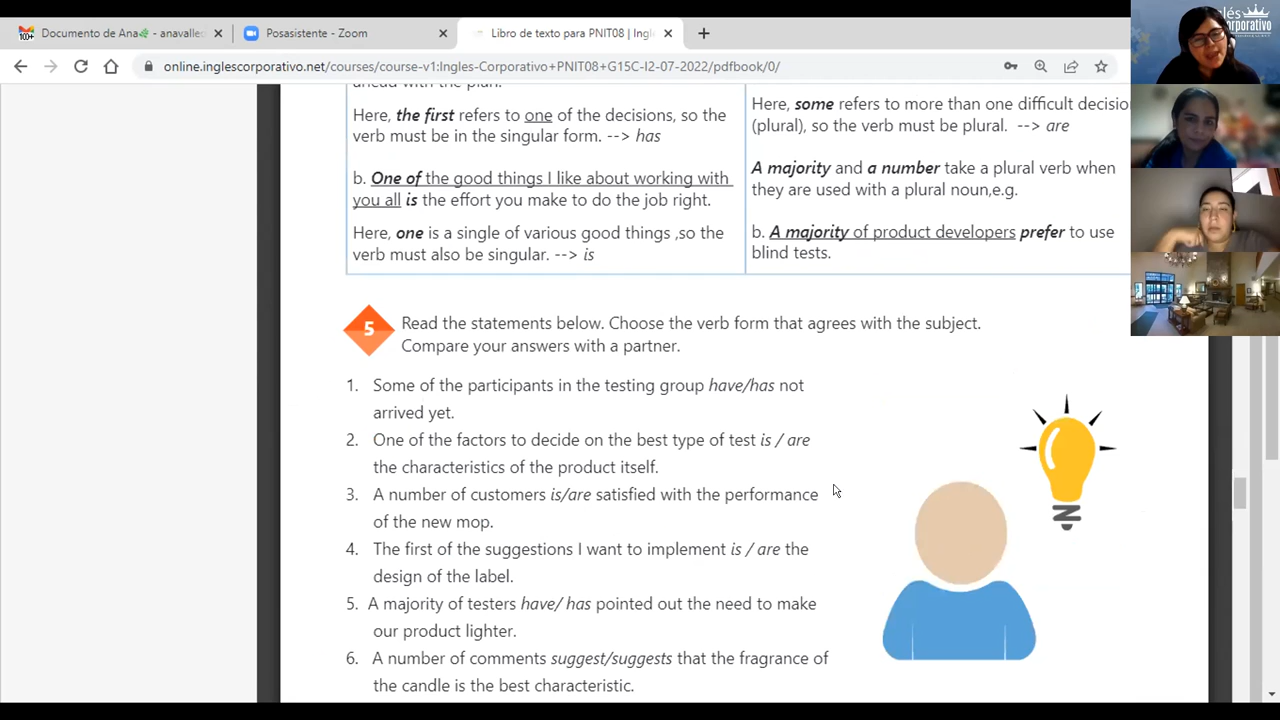 100+
Documento de Ana - anavalle
Posasistente - Zoom
Libro de texto para PNIT08 | Ingl
online.inglescorporativo.net/courses/course-v1:Ingles-Corporativo+PNIT08+G15C-I2-07-2022/pdfbook/0/
ahead with the plan.
Here, the first refers to one of the decisions, so the
verb must be in the singular form. --> has
b. One of the good things I like about working with
you all is the effort you make to do the job right.
Here, one is a single of various good things ,so the
verb must also be singular. --> is
Here, some refers to more than one difficult decisio
(plural), so the verb must be plural. --> are
A majority and a number take a plural verb when
they are used with a plural noun,e.g.
b. A majority of product developers prefer to use
blind tests.
5
Read the statements below. Choose the verb form that agrees with the subject.
Compare your answers with a partner.
1. Some of the participants in the testing group have/has not
arrived yet.
2. One of the factors to decide on the best type of test is / are
the characteristics of the product itself.
3. A number of customers is/are satisfied with the performance
of the new mop.
4. The first of the suggestions I want to implement is / are the
design of the label.
5. A majority of testers have/ has pointed out the need to make
our product lighter.
6. A number of comments suggest/suggests that the fragrance of
the candle is the best characteristic.